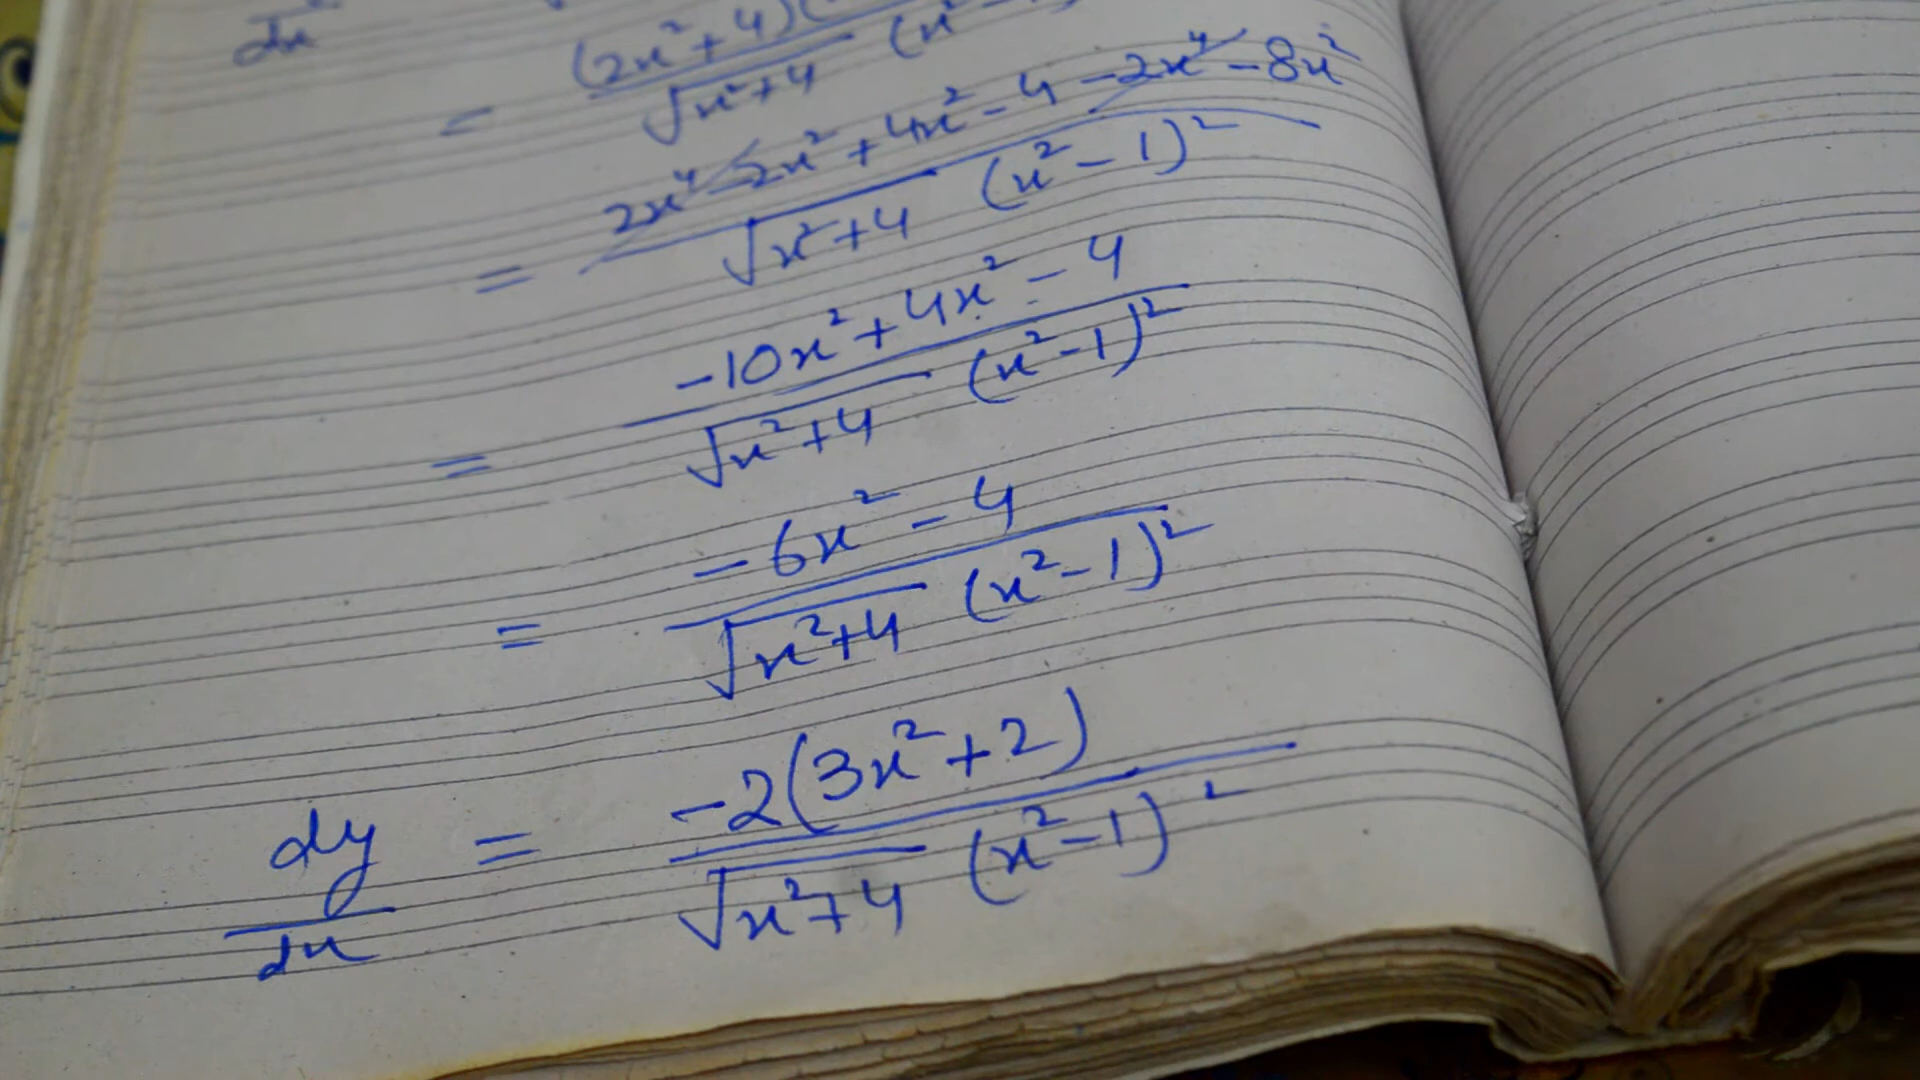 dx
(2x²+4)(
= √x²+4 (x²
2x⁴-2x²+4x²-4-2x⁴-8x²
= √x²+4 (x²-1)²
-10x²+4x²-4
= √x²+4 (x²-1)²
-6x²-4
= √x²+4 (x²-1)²
dy/dx = -2(3x²+2)
√x²+4 (x²-1)²